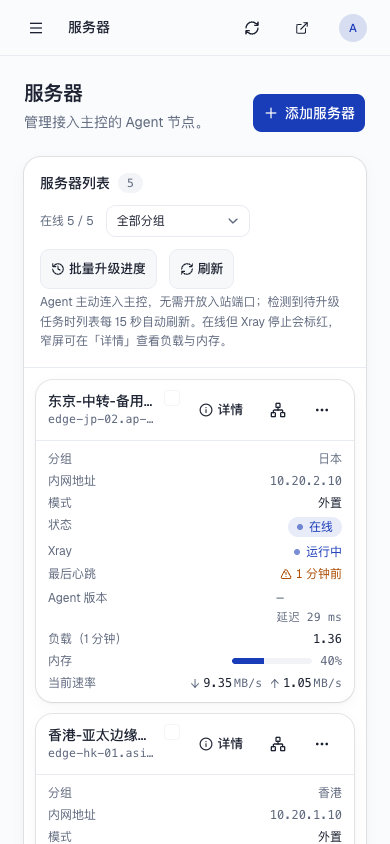 服务器
A
服务器
管理接入主控的 Agent 节点。
添加服务器
服务器列表 5
在线 5 / 5 全部分组
批量升级进度 刷新
Agent 主动连入主控，无需开放入站端口；检测到待升级
任务时列表每 15 秒自动刷新。在线但 Xray 停止会标红，
窄屏可在「详情」查看负载与内存。
东京-中转-备用… 详情
edge-jp-02.ap-…
分组 日本
内网地址 10.20.2.10
模式 外置
状态 在线
Xray 运行中
最后心跳 1 分钟前
Agent 版本 —
延迟 29 ms
负载（1 分钟） 1.36
内存 40%
当前速率 ↓ 9.35 MB/s ↑ 1.05 MB/s
香港-亚太边缘… 详情
edge-hk-01.asi…
分组 香港
内网地址 10.20.1.10
模式 外置